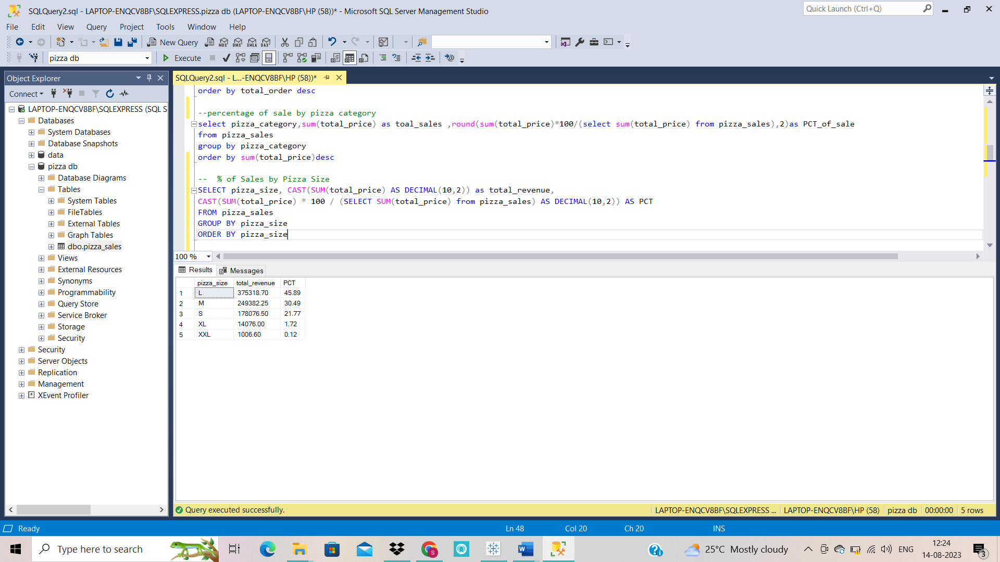 SQLQuery2.sql - LAPTOP-ENQCV8BF\SQLEXPRESS.pizza db (LAPTOP-ENQCV8BF\HP (58))* - Microsoft SQL Server Management Studio
Quick Launch (Ctrl+Q)
File Edit View Query Project Tools Window Help
New Query MDX DMX XMLA DAX
pizza db Execute
Object Explorer
Connect
LAPTOP-ENQCV8BF\SQLEXPRESS (SQL S
Databases
System Databases
Database Snapshots
data
pizza db
Database Diagrams
Tables
System Tables
FileTables
External Tables
Graph Tables
dbo.pizza_sales
Views
External Resources
Synonyms
Programmability
Query Store
Service Broker
Storage
Security
Security
Server Objects
Replication
Management
XEvent Profiler
SQLQuery2.sql - L...-ENQCV8BF\HP (58))*
order by total_order desc
--percentage of sale by pizza category
select pizza_category,sum(total_price) as toal_sales ,round(sum(total_price)*100/(select sum(total_price) from pizza_sales),2)as PCT_of_sale
from pizza_sales
group by pizza_category
order by sum(total_price)desc
--  % of Sales by Pizza Size
SELECT pizza_size, CAST(SUM(total_price) AS DECIMAL(10,2)) as total_revenue,
CAST(SUM(total_price) * 100 / (SELECT SUM(total_price) from pizza_sales) AS DECIMAL(10,2)) AS PCT
FROM pizza_sales
GROUP BY pizza_size
ORDER BY pizza_size
100 %
Results Messages
pizza_size total_revenue PCT
1 L 375318.70 45.89
2 M 249382.25 30.49
3 S 178076.50 21.77
4 XL 14076.00 1.72
5 XXL 1006.60 0.12
Query executed successfully. LAPTOP-ENQCV8BF\SQLEXPRESS ... LAPTOP-ENQCV8BF\HP (58) pizza db 00:00:00 5 rows
Ready Ln 48 Col 20 Ch 20 INS
Type here to search
25°C Mostly cloudy
ENG
12:24
14-08-2023
3